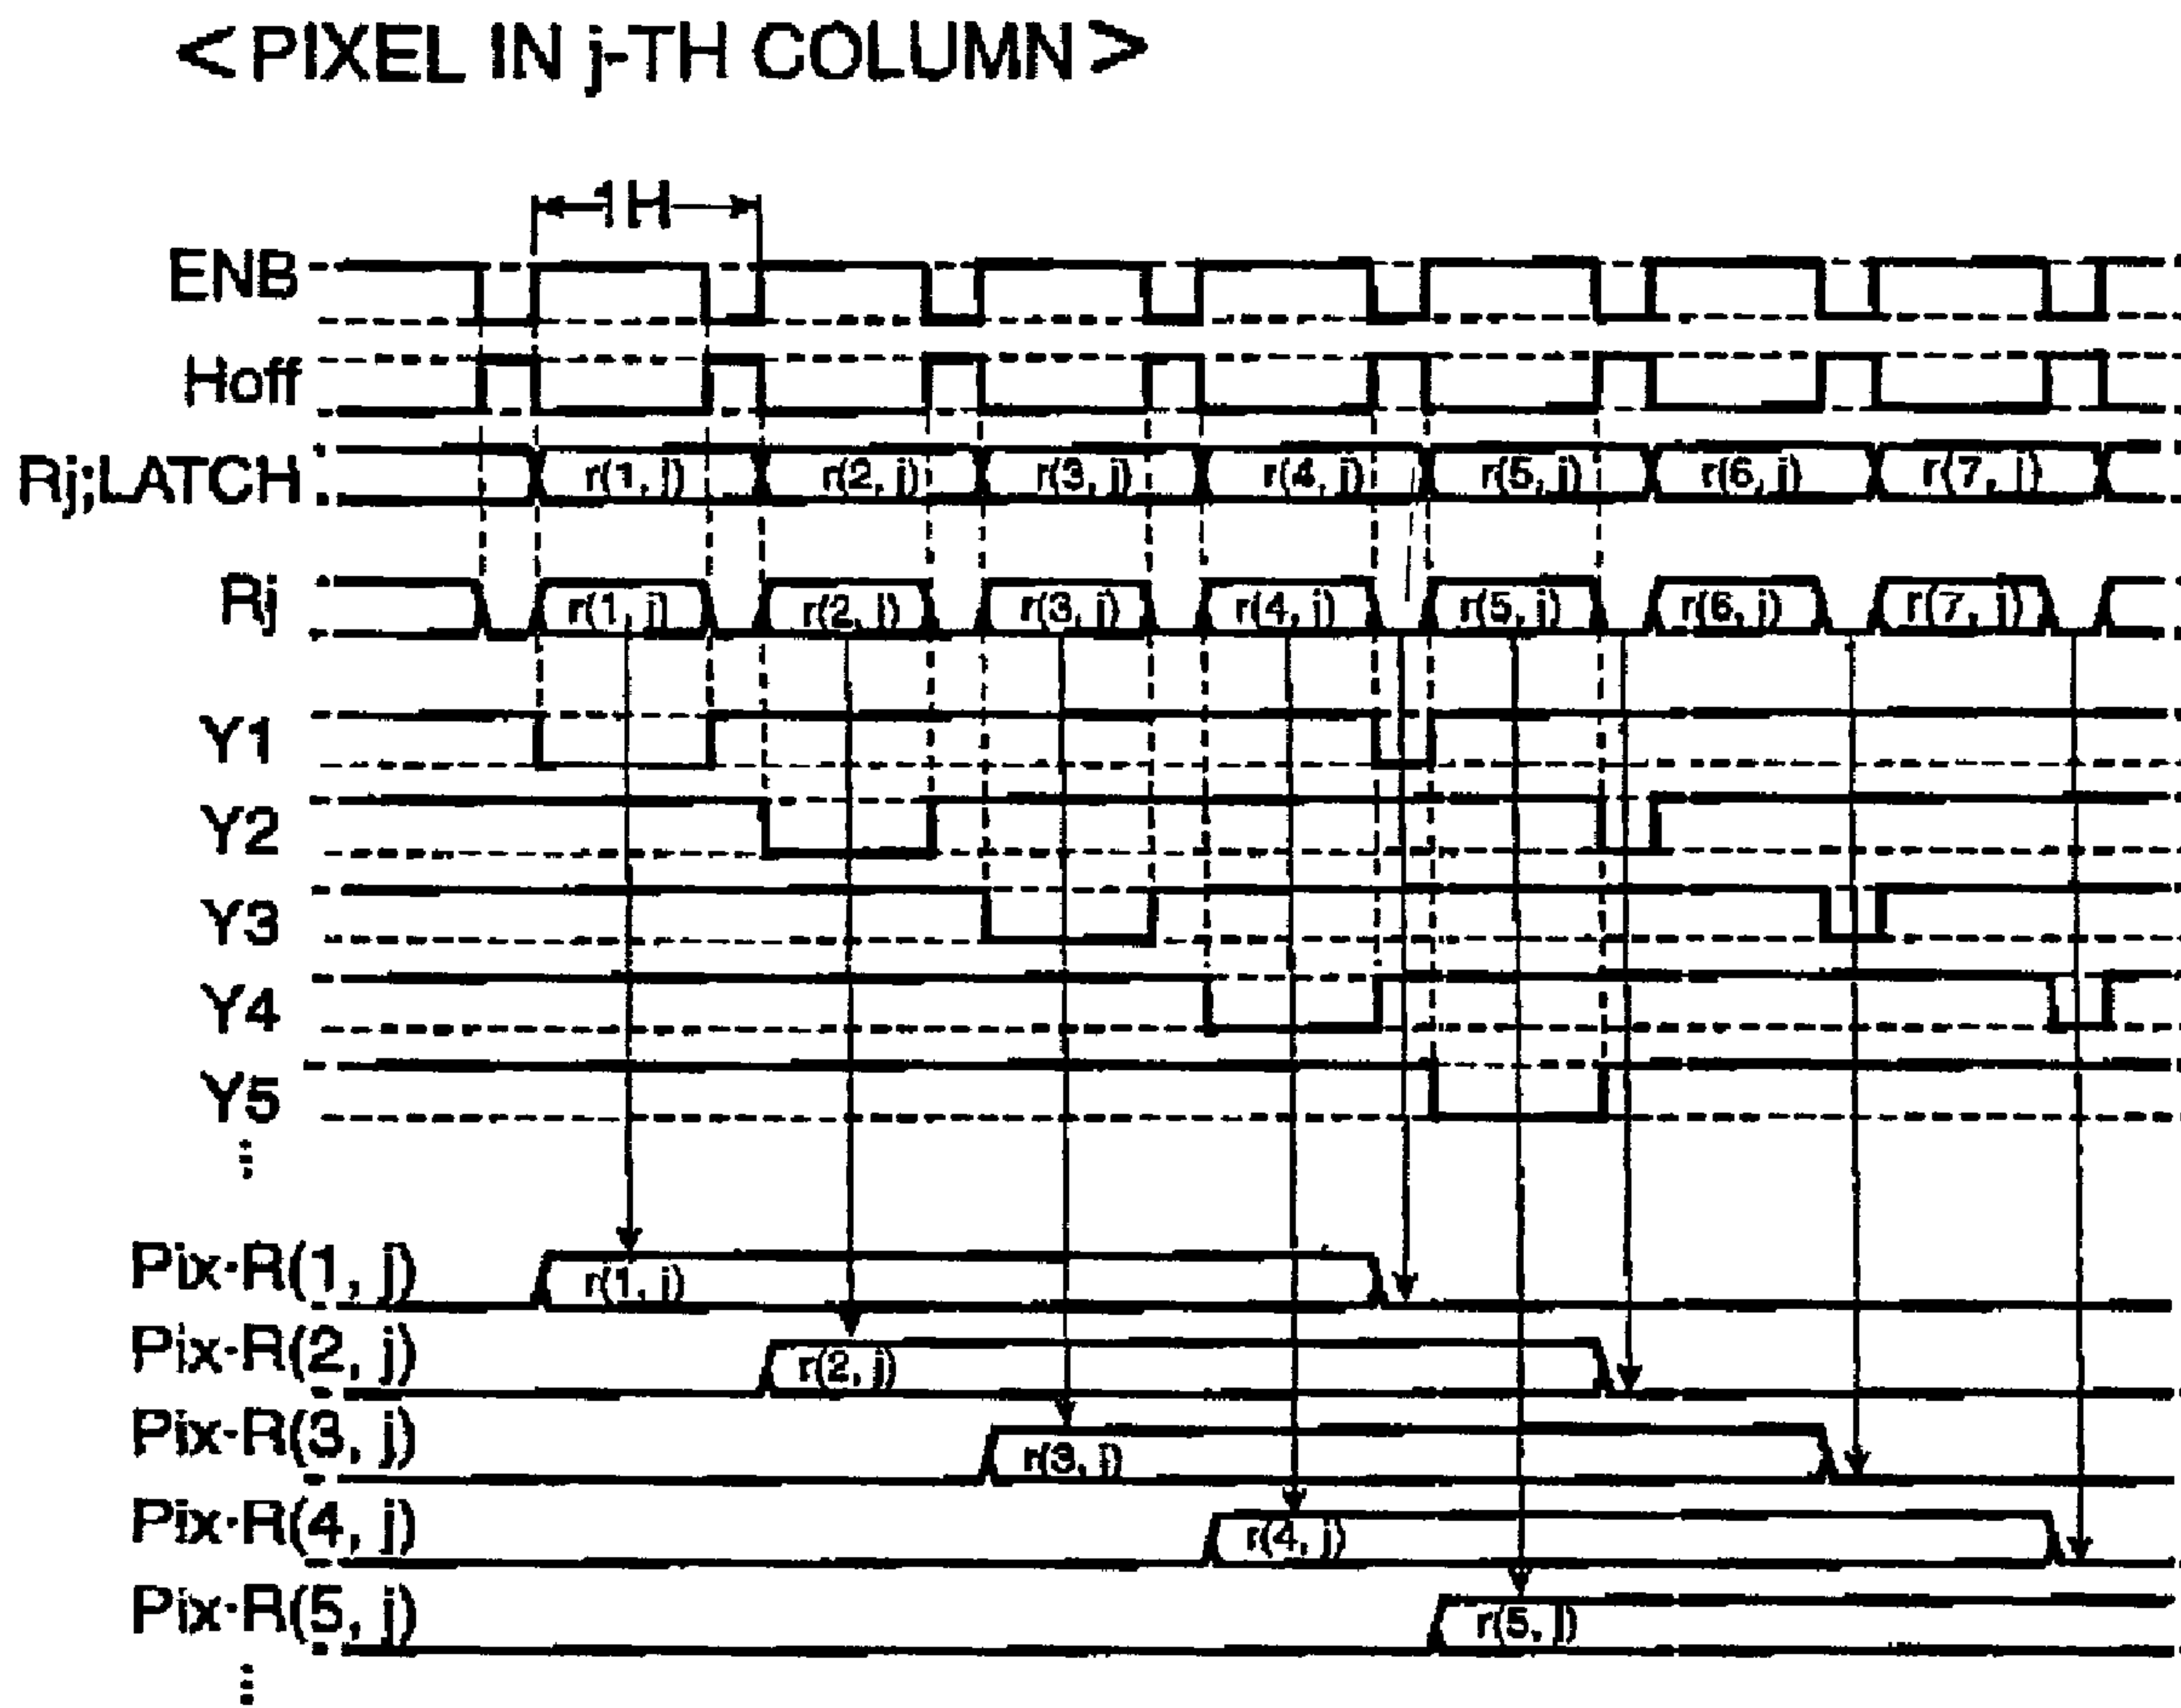 < PIXEL IN j-TH COLUMN >
1H
ENB
Hoff
Rj;LATCH r(1, j) r(2, j) r(3, j) r(4, j) r(5, j) r(6, j) r(7, j)
Rj r(1, j) r(2, j) r(3, j) r(4, j) r(5, j) r(6, j) r(7, j)
Y1
Y2
Y3
Y4
Y5
Pix·R(1, j) r(1, j)
Pix·R(2, j) r(2, j)
Pix·R(3, j) r(3, j)
Pix·R(4, j) r(4, j)
Pix·R(5, j) r(5, j)